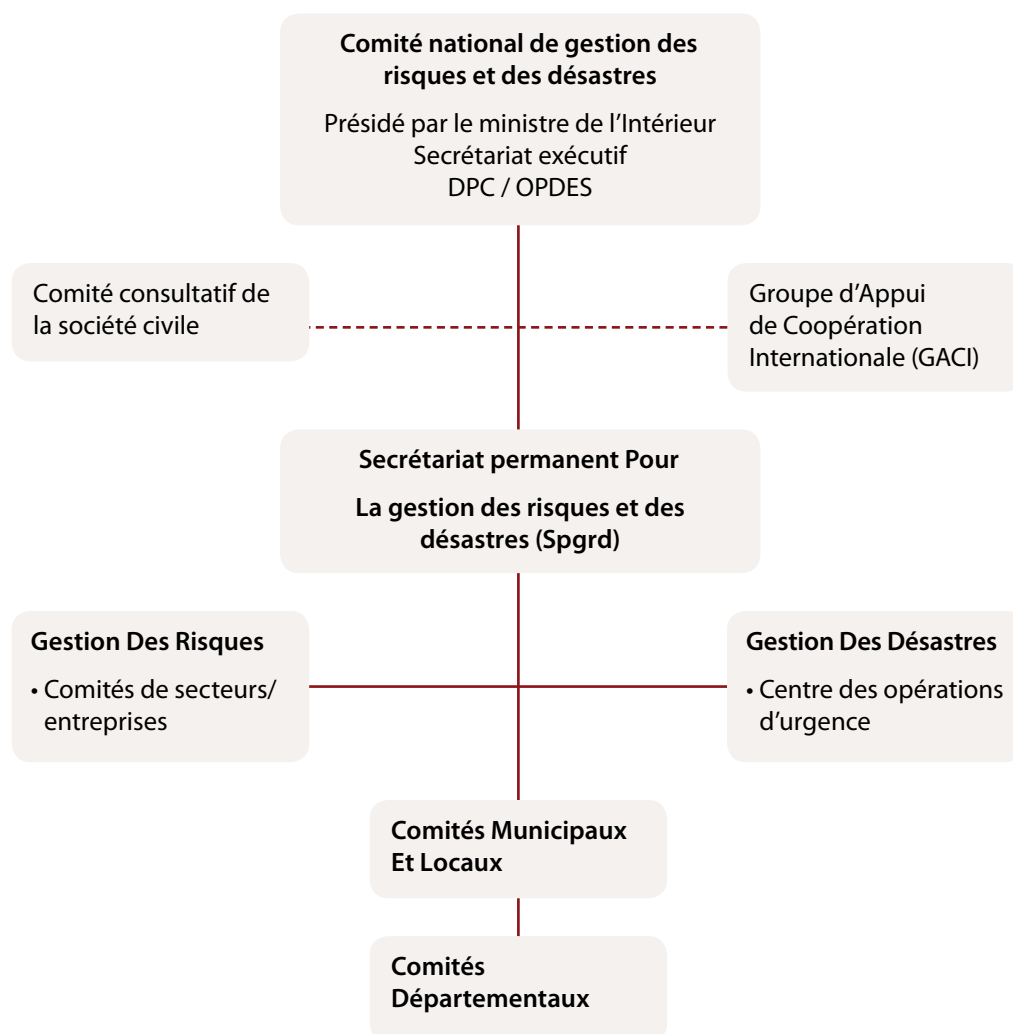 Comité national de gestion des
risques et des désastres
Présidé par le ministre de l’Intérieur
Secrétariat exécutif
DPC / OPDES
Comité consultatif de
la société civile
Groupe d’Appui
de Coopération
Internationale (GACI)
Secrétariat permanent Pour
La gestion des risques et des
désastres (Spgrd)
Gestion Des Risques
• Comités de secteurs/
entreprises
Gestion Des Désastres
• Centre des opérations
d’urgence
Comités Municipaux
Et Locaux
Comités
Départementaux